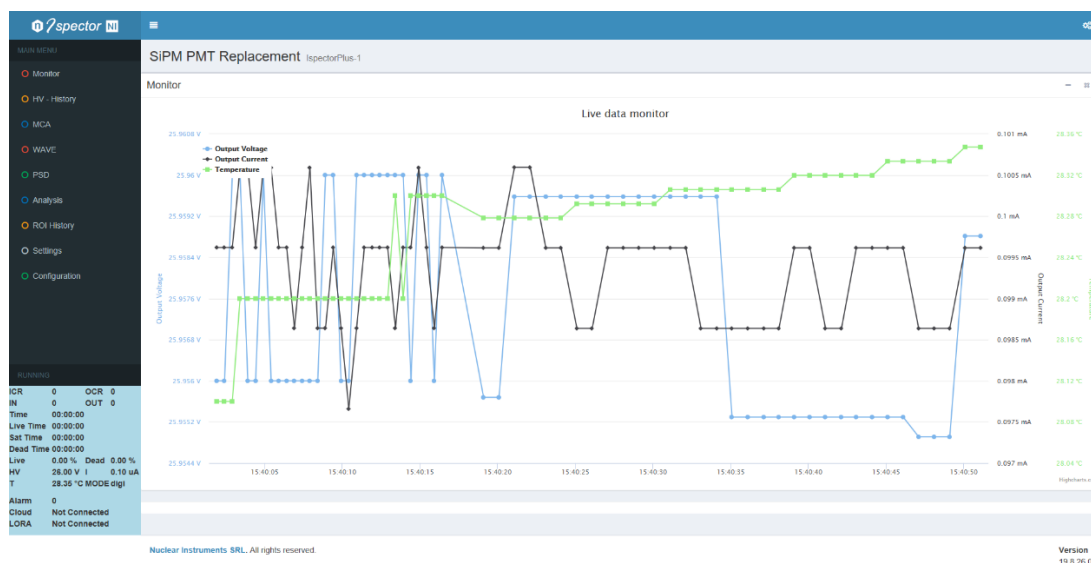 n ispector NI
MAIN MENU
Monitor
HV - History
MCA
WAVE
PSD
Analysis
ROI History
Settings
Configuration
RUNNING
ICR 0 OCR 0
IN 0 OUT 0
Time 00:00:00
Live Time 00:00:00
Sat Time 00:00:00
Dead Time 00:00:00
Live 0.00 % Dead 0.00 %
HV 26.00 V I 0.10 uA
T 28.35 °C MODE digi
Alarm 0
Cloud Not Connected
LORA Not Connected
SiPM PMT Replacement IspectorPlus-1
Monitor
Live data monitor
Output Voltage
Output Current
Temperature
25.9608 V
25.96 V
25.9592 V
25.9584 V
25.9576 V
25.9568 V
25.956 V
25.9552 V
25.9544 V
Output Voltage
15:40:05 15:40:10 15:40:15 15:40:20 15:40:25 15:40:30 15:40:35 15:40:40 15:40:45 15:40:50
0.101 mA
0.1005 mA
0.1 mA
0.0995 mA
0.099 mA
0.0985 mA
0.098 mA
0.0975 mA
0.097 mA
Output Current
28.36 °C
28.32 °C
28.28 °C
28.24 °C
28.2 °C
28.16 °C
28.12 °C
28.08 °C
28.04 °C
Nuclear Instruments SRL. All rights reserved.
Version